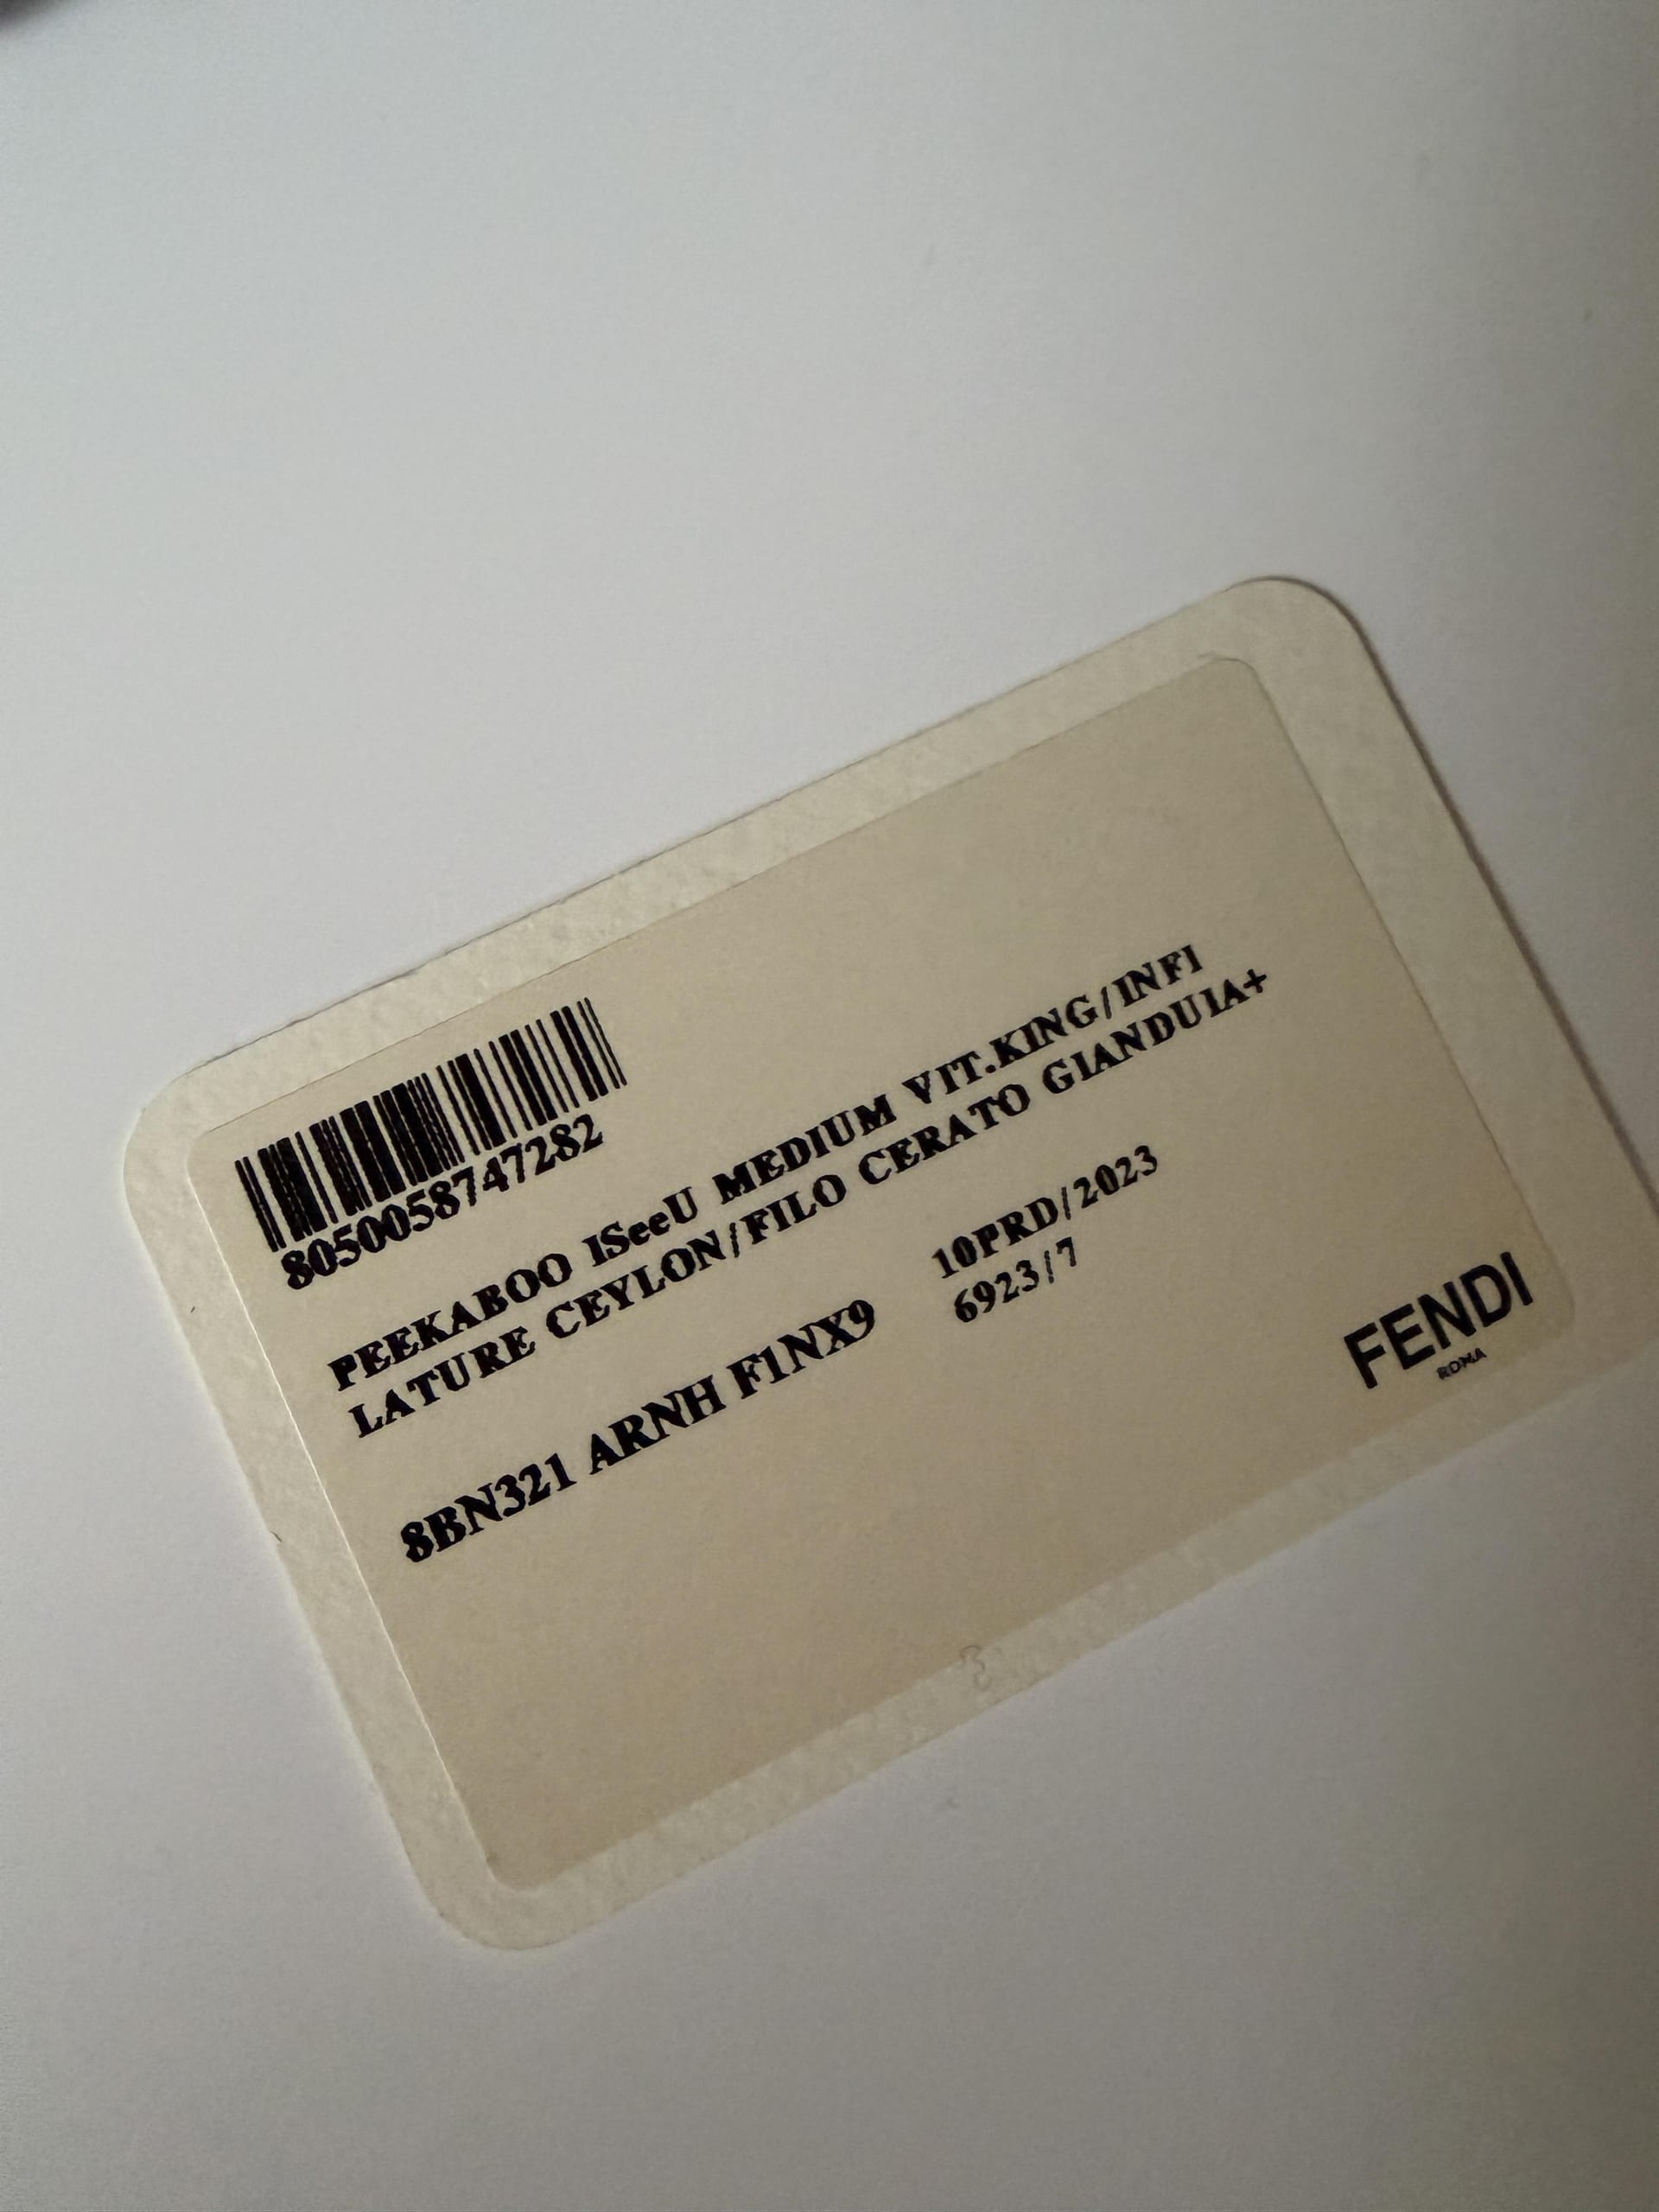 8050058747282
PEEKABOO ISeeU MEDIUM VIT.KING/INFI
LATURE CEYLON/FILO CERATO GIANDUIA+
10PRD/2023
8BN321 ARNH F1NX9 6923/7
FENDI
ROMA